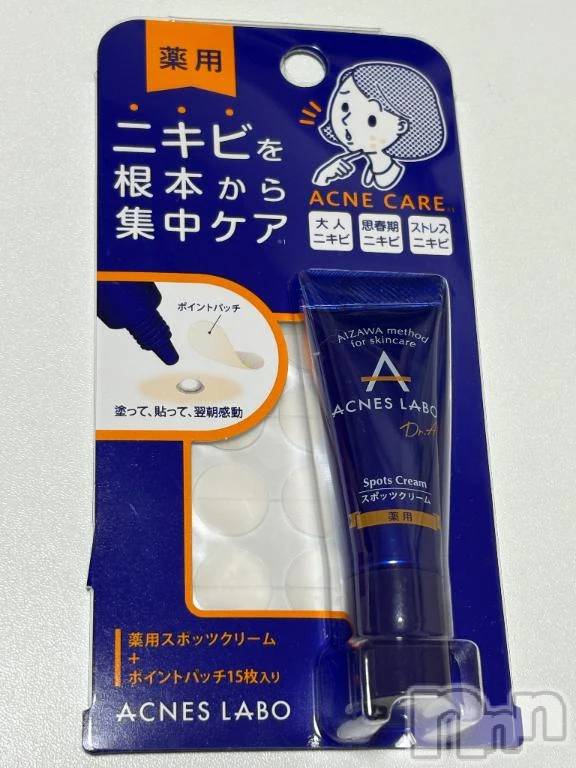 薬用
ニキビを
根本から
集中ケア※1
ACNE CARE※1
大人
ニキビ
思春期
ニキビ
ストレス
ニキビ
ポイントパッチ
塗って、貼って、翌朝感動
AIZAWA method
for skincare
A
ACNES LABO
Dr.A
Spots Cream
スポッツクリーム
薬用
薬用スポッツクリーム
+
ポイントパッチ15枚入り
ACNES LABO